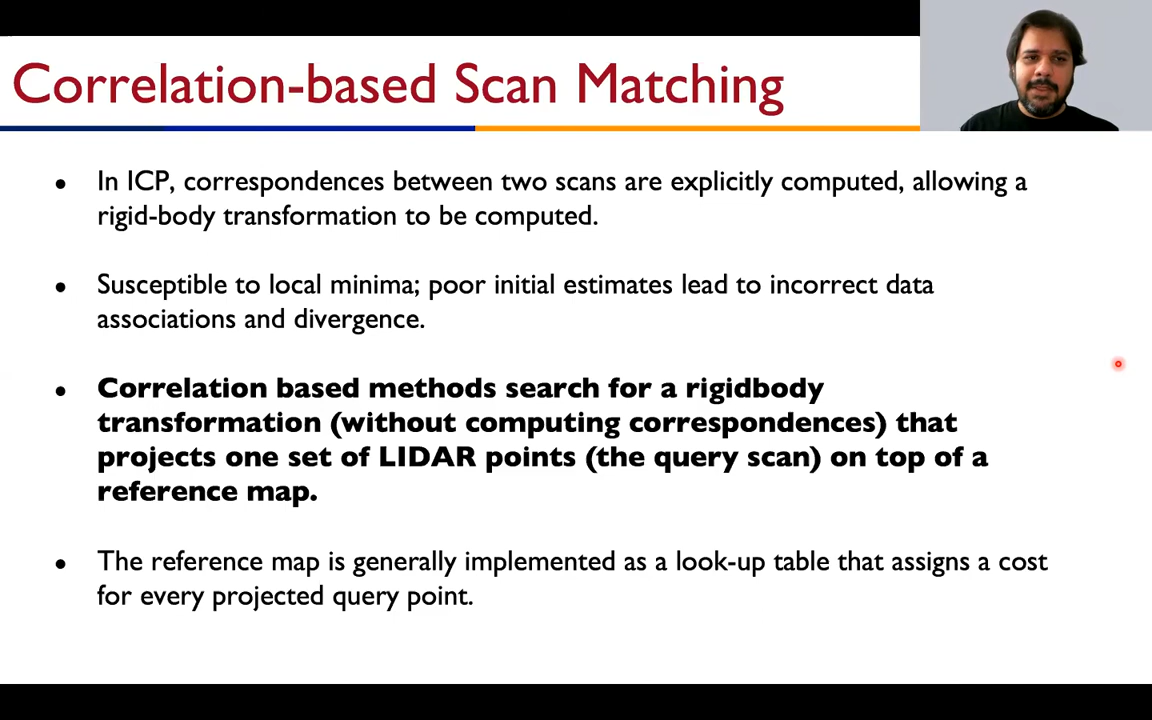 Correlation-based Scan Matching
• In ICP, correspondences between two scans are explicitly computed, allowing a
rigid-body transformation to be computed.
• Susceptible to local minima; poor initial estimates lead to incorrect data
associations and divergence.
• Correlation based methods search for a rigidbody
transformation (without computing correspondences) that
projects one set of LIDAR points (the query scan) on top of a
reference map.
• The reference map is generally implemented as a look-up table that assigns a cost
for every projected query point.